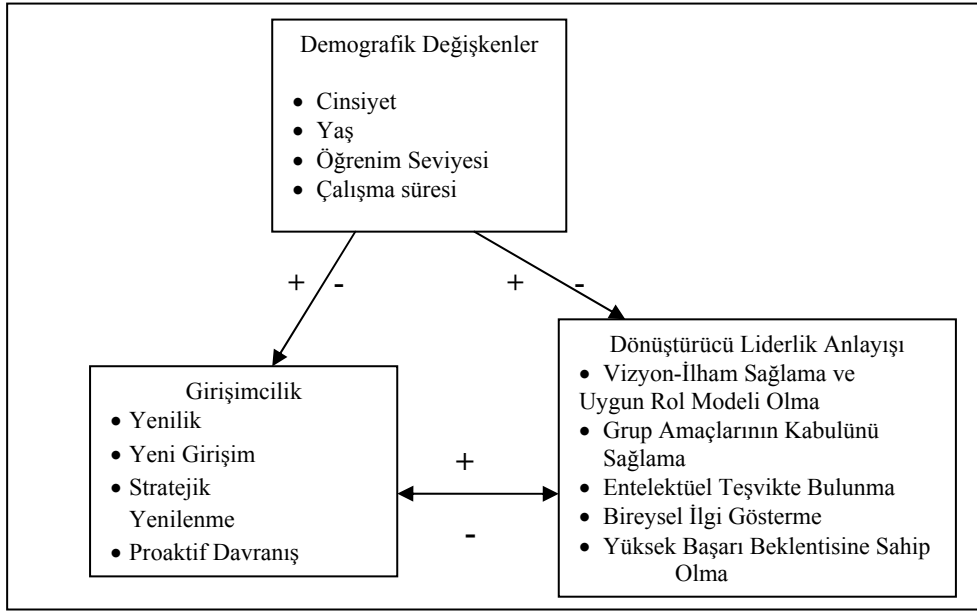 Demografik Değişkenler
• Cinsiyet
• Yaş
• Öğrenim Seviyesi
• Çalışma süresi
+ -
+ -
Girişimcilik
• Yenilik
• Yeni Girişim
• Stratejik
Yenilenme
• Proaktif Davranış
+
-
Dönüştürücü Liderlik Anlayışı
• Vizyon-İlham Sağlama ve
Uygun Rol Modeli Olma
• Grup Amaçlarının Kabulünü
Sağlama
• Entelektüel Teşvikte Bulunma
• Bireysel İlgi Gösterme
• Yüksek Başarı Beklentisine Sahip
Olma